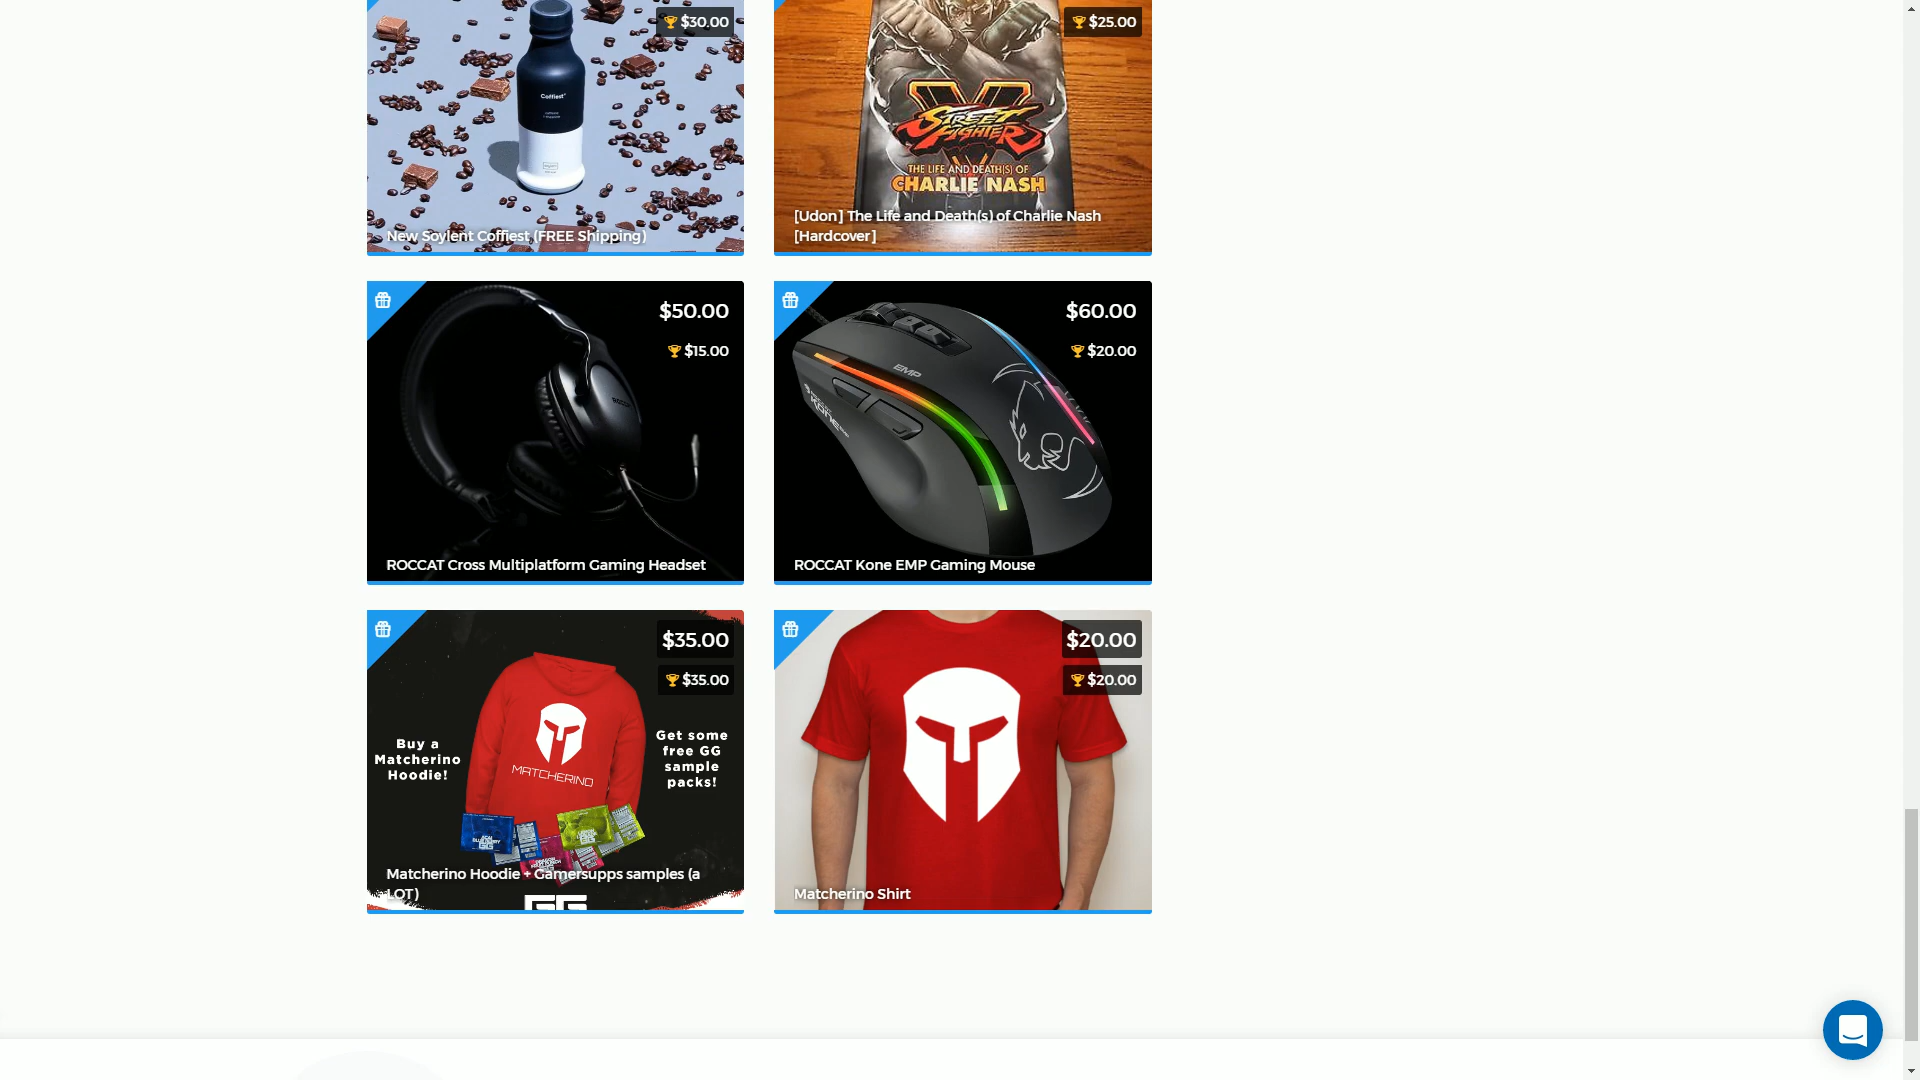 $30.00
Coffiest
New Soylent Coffiest (FREE Shipping)
$25.00
STREET
FIGHTER
V
THE LIFE AND DEATH(S) OF
CHARLIE NASH
[Udon] The Life and Death(s) of Charlie Nash
[Hardcover]
$50.00
$15.00
ROCCAT
ROCCAT Cross Multiplatform Gaming Headset
$60.00
$20.00
EMP
KONE
ROCCAT Kone EMP Gaming Mouse
$35.00
$35.00
Buy a
Matcherino
Hoodie!
MATCHERINO
Get some
free GG
sample
packs!
GG
Matcherino Hoodie + Gamersupps samples (a
LOT)
$20.00
$20.00
Matcherino Shirt